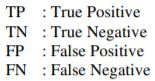 TP : True Positive
TN : True Negative
FP : False Positive
FN : False Negative